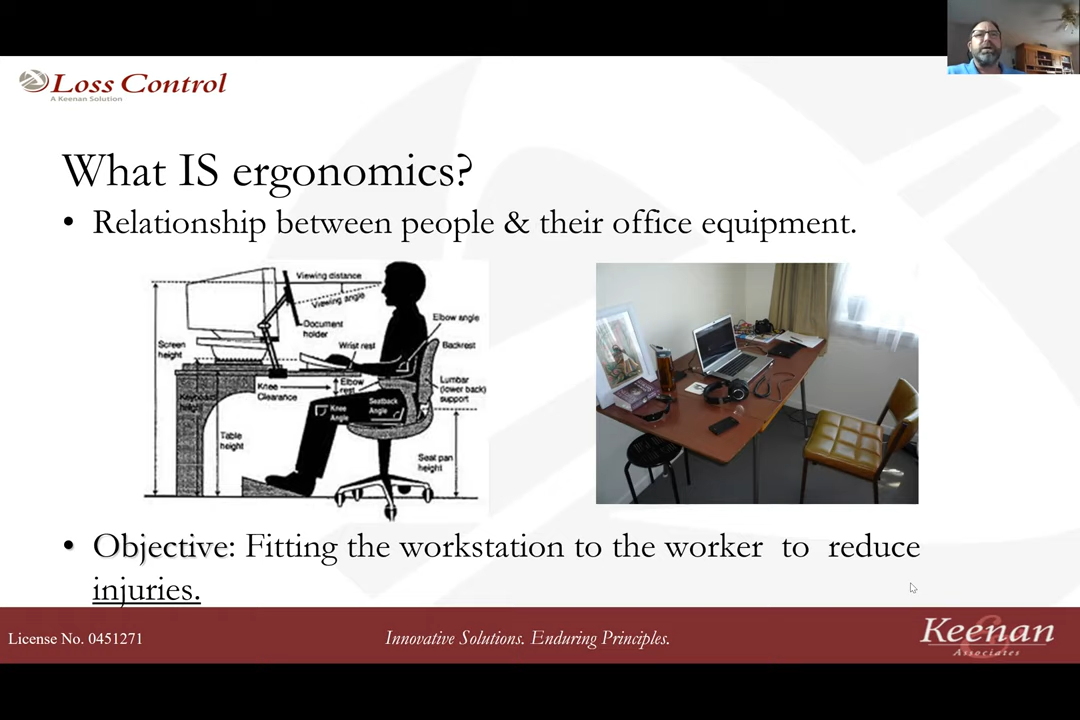 Loss Control
A Keenan Solution
What IS ergonomics?
• Relationship between people & their office equipment.
Viewing distance
Viewing angle
Document
holder
Elbow angle
Screen
height
Wrist rest
Backrest
Knee
Clearance
Elbow
rest
Lumbar
(lower back)
support
Keyboard
height
Knee
Angle
Seatback
Angle
Table
height
Seat pan
height
• Objective: Fitting the workstation to the worker to reduce
injuries.
License No. 0451271
Innovative Solutions. Enduring Principles.
Keenan
& Associates